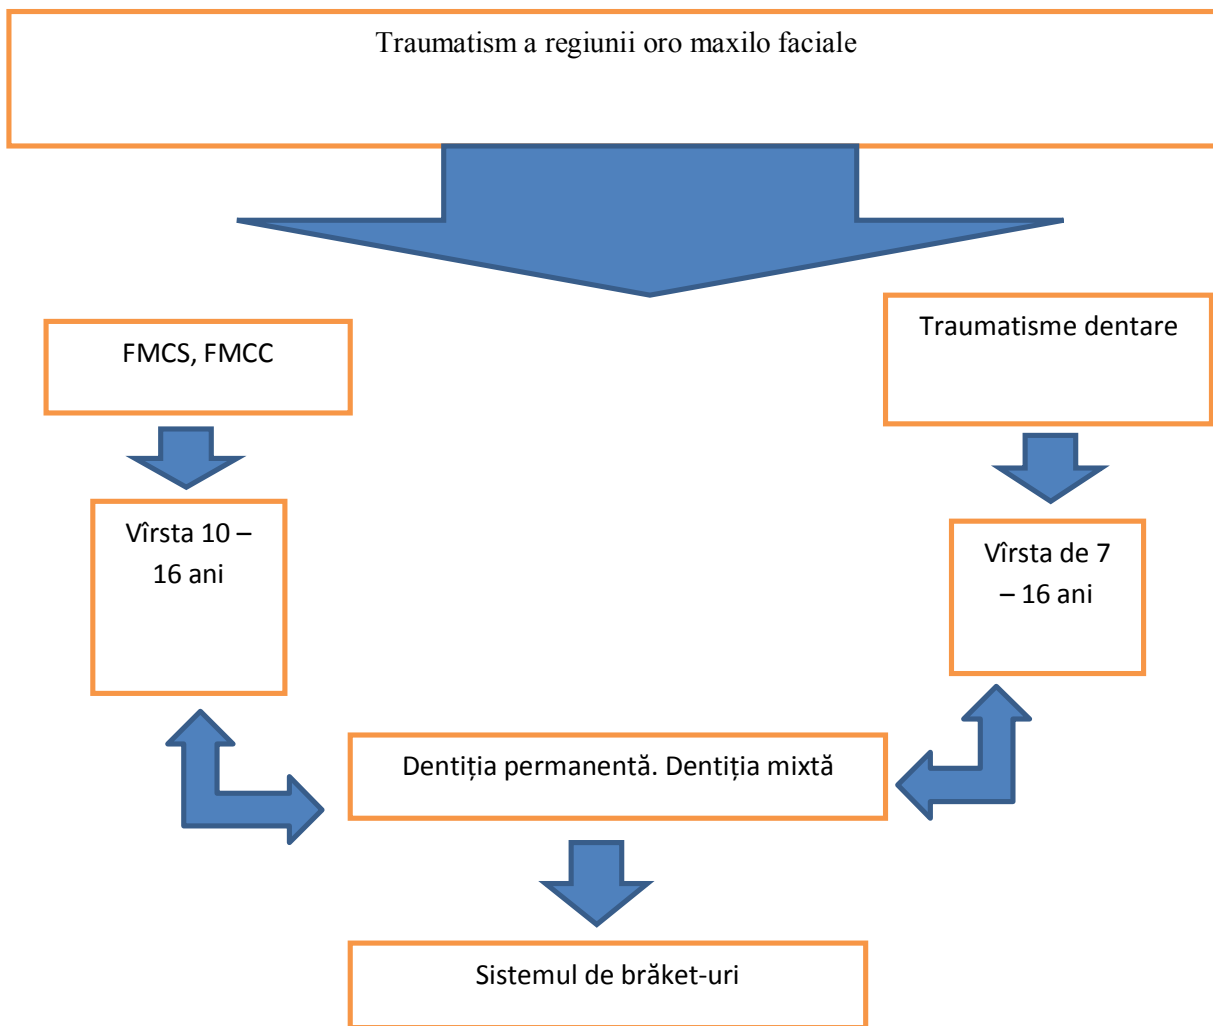 Traumatism a regiunii oro maxilo faciale
FMCS, FMCC
Traumatisme dentare
Vîrsta 10 –
16 ani
Vîrsta de 7
– 16 ani
Dentiția permanentă. Dentiția mixtă
Sistemul de brăket-uri